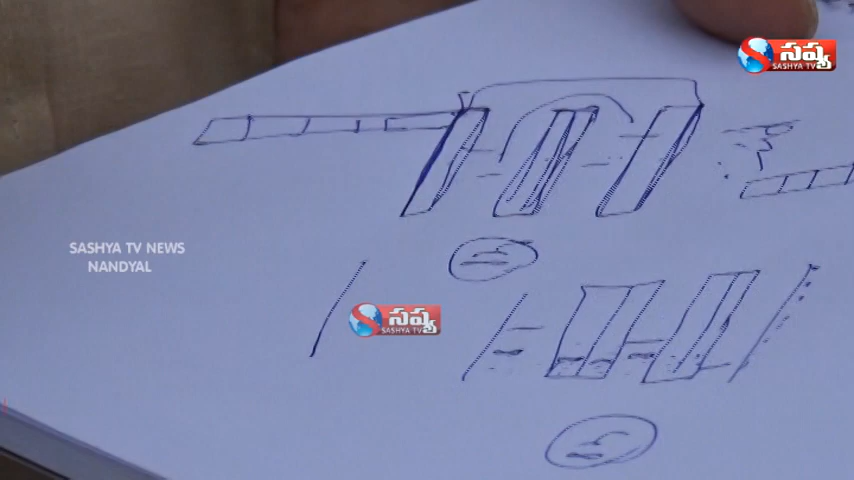 సష్య
SASHYA TV
SASHYA TV NEWS
NANDYAL
సష్య
SASHYA TV